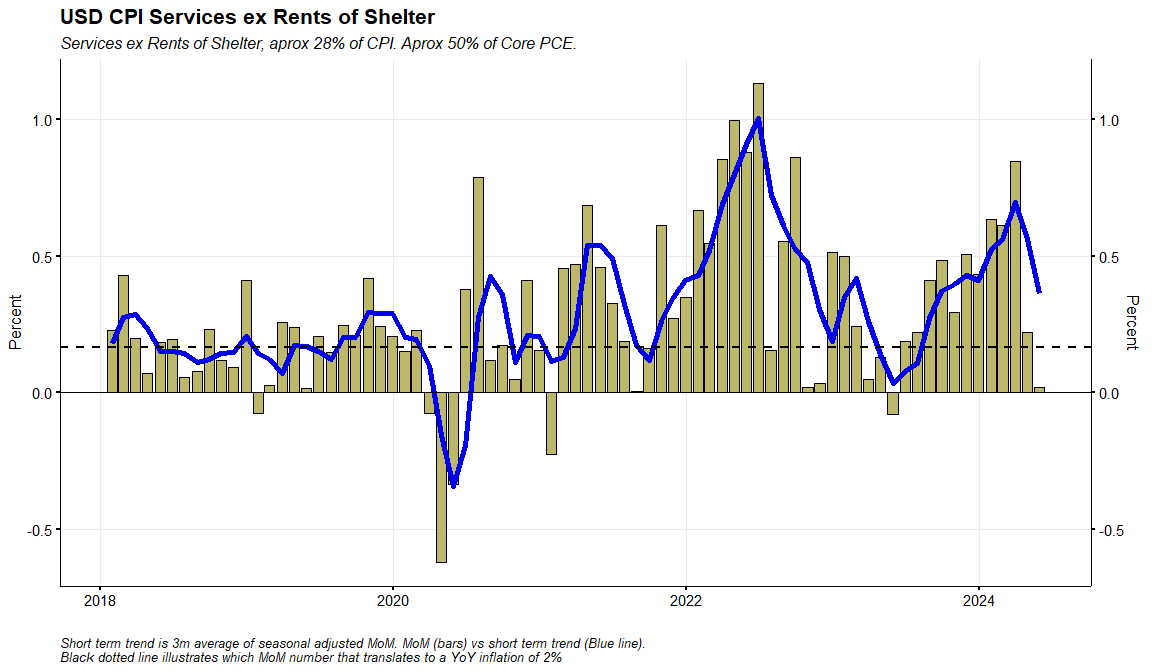 USD CPI Services ex Rents of Shelter
Services ex Rents of Shelter, aprox 28% of CPI. Aprox 50% of Core PCE.
1.0
1.0
0.5
0.5
Percent
Percent
0.0
0.0
-0.5
-0.5
2018 2020 2022 2024
Short term trend is 3m average of seasonal adjusted MoM. MoM (bars) vs short term trend (Blue line).
Black dotted line illustrates which MoM number that translates to a YoY inflation of 2%